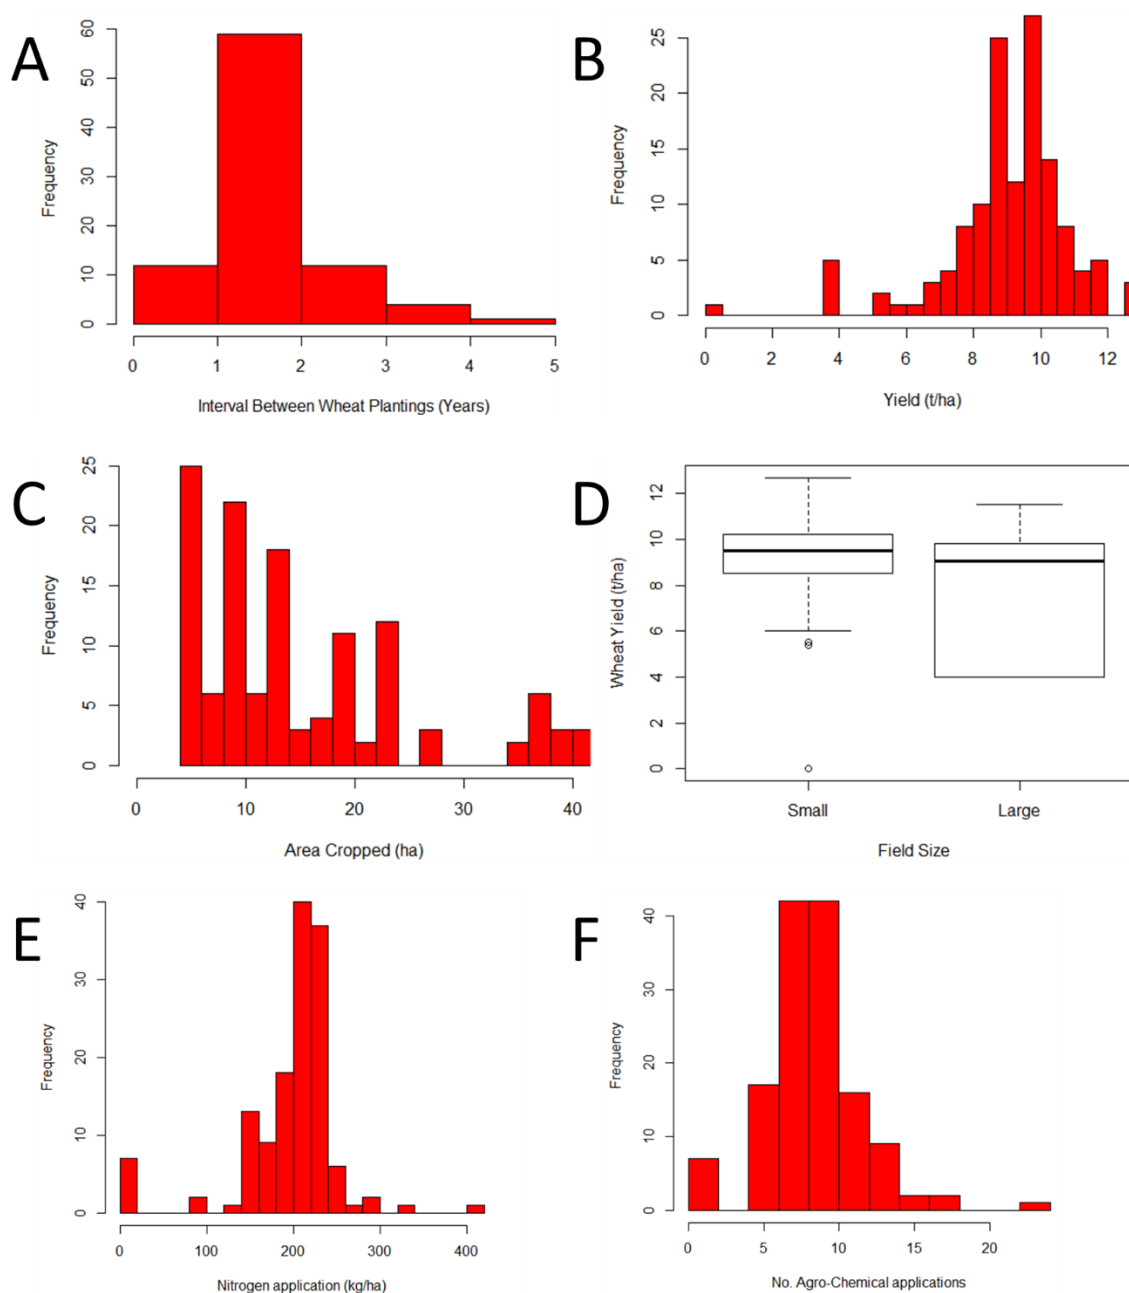 A
Frequency
0 10 20 30 40 50 60
0 1 2 3 4 5
Interval Between Wheat Plantings (Years)
B
Frequency
0 5 10 15 20 25
0 2 4 6 8 10 12
Yield (t/ha)
C
Frequency
0 5 10 15 20 25
0 10 20 30 40
Area Cropped (ha)
D
Wheat Yield (t/ha)
0 2 4 6 8 10 12
Small Large
Field Size
E
Frequency
0 10 20 30 40
0 100 200 300 400
Nitrogen application (kg/ha)
F
Frequency
0 10 20 30 40
0 5 10 15 20
No. Agro-Chemical applications